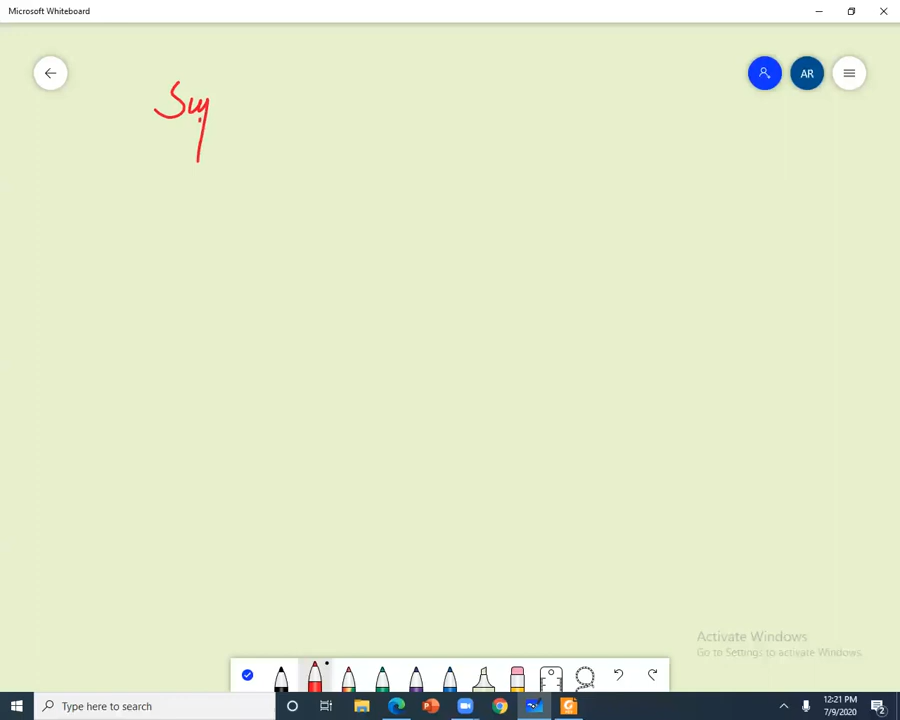 Microsoft Whiteboard
AR
Activate Windows
Go to Settings to activate Windows.
Type here to search
12:21 PM
7/9/2020
2